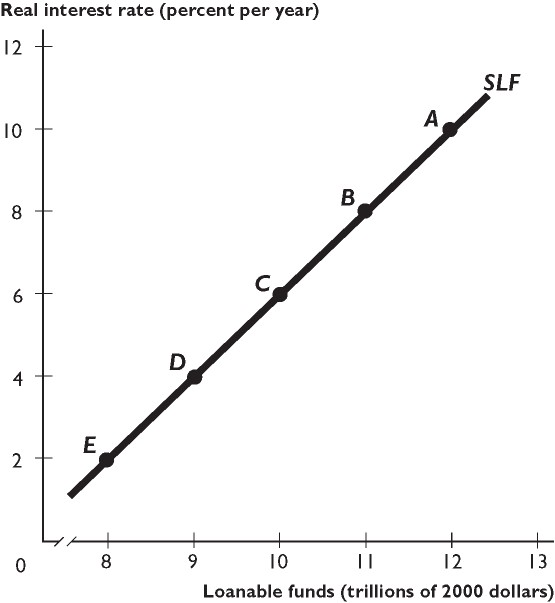 Real interest rate (percent per year)
12
SLF
A
10
B
8
C
6
D
4
E
2
0
8 9 10 11 12 13
Loanable funds (trillions of 2000 dollars)